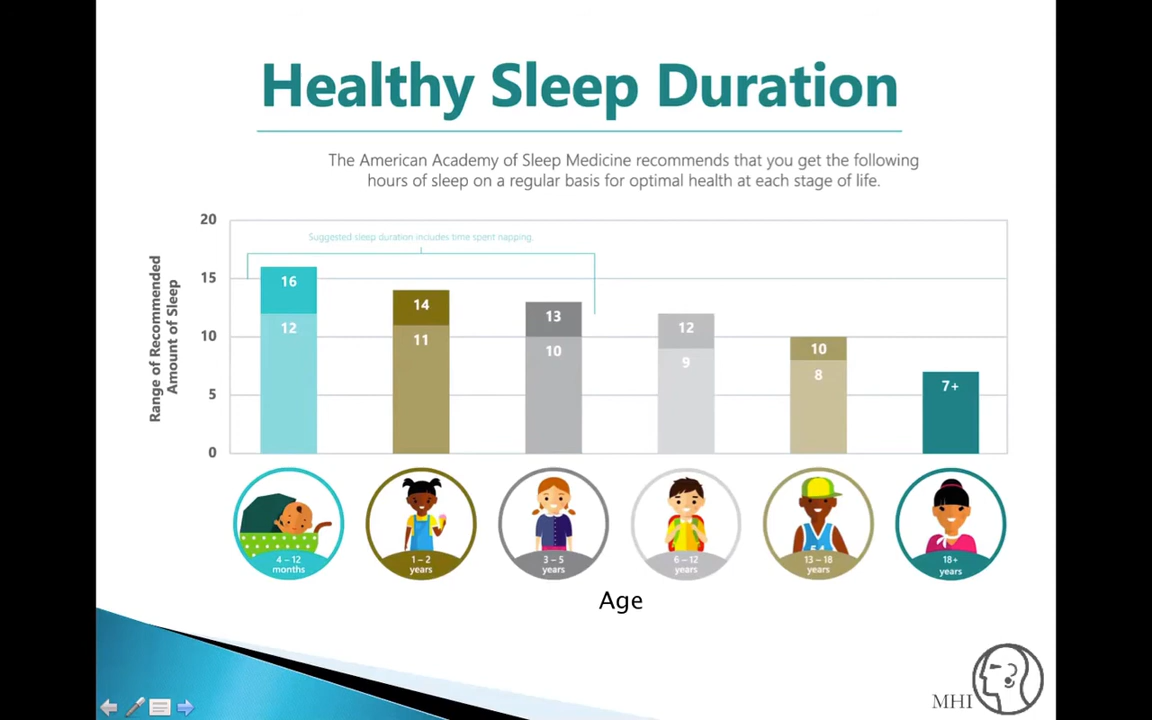 Healthy Sleep Duration
The American Academy of Sleep Medicine recommends that you get the following
hours of sleep on a regular basis for optimal health at each stage of life.
Range of Recommended
Amount of Sleep
20
15
10
5
0
Suggested sleep duration includes time spent napping
16
12
14
11
13
10
12
9
10
8
7+
4 – 12
months
1 – 2
years
3 – 5
years
6 – 12
years
54
13 – 18
years
18+
years
Age
MHI